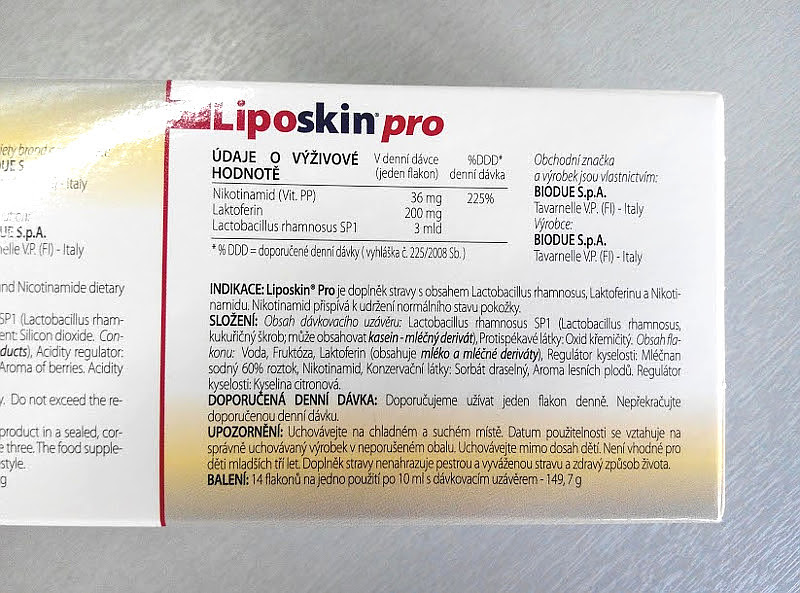 iety brand
UE S
- Italy
UE S.p.A.
nelle V.P. (FI) - Italy
nd Nicotinamide dietary
SP1 (Lactobacillus rham-
ent: Silicon dioxide. Con-
ducts), Acidity regulator:
Aroma of berries. Acidity
y. Do not exceed the re-
product in a sealed, cor-
e three. The food supple-
style.
g
Liposkin® pro
ÚDAJE O VÝŽIVOVÉ HODNOTĚ
V denní dávce (jeden flakon)
%DDD* denní dávka
Nikotinamid (Vit. PP) 36 mg 225%
Laktoferin 200 mg
Lactobacillus rhamnosus SP1 3 mld
* % DDD = doporučené denní dávky ( vyhláška č. 225/2008 Sb. )
Obchodní značka
a výrobek jsou vlastnictvím:
BIODUE S.p.A.
Tavarnelle V.P. (FI) - Italy
Výrobce:
BIODUE S.p.A.
Tavarnelle V.P. (FI) - Italy
INDIKACE: Liposkin® Pro je doplněk stravy s obsahem Lactobacillus rhamnosus, Laktoferinu a Nikoti-
namidu. Nikotinamid přispívá k udržení normálního stavu pokožky.
SLOŽENÍ: Obsah dávkovacího uzávěru: Lactobacillus rhamnosus SP1 (Lactobacillus rhamnosus,
kukuřičný škrob; může obsahovat kasein - mléčný derivát), Protispékavé látky: Oxid křemičitý. Obsah fla-
konu: Voda, Fruktóza, Laktoferin (obsahuje mléko a mléčné deriváty), Regulátor kyselosti: Mléčnan
sodný 60% roztok, Nikotinamid, Konzervační látky: Sorbát draselný, Aroma lesních plodů. Regulátor
kyselosti: Kyselina citronová.
DOPORUČENÁ DENNÍ DÁVKA: Doporučujeme užívat jeden flakon denně. Nepřekračujte
doporučenou denní dávku.
UPOZORNĚNÍ: Uchovávejte na chladném a suchém místě. Datum použitelnosti se vztahuje na
správně uchovávaný výrobek v neporušeném obalu. Uchovávejte mimo dosah dětí. Není vhodné pro
děti mladších tří let. Doplněk stravy nenahrazuje pestrou a vyváženou stravu a zdravý způsob života.
BALENÍ: 14 flakonů na jedno použití po 10 ml s dávkovacím uzávěrem - 149,7 g